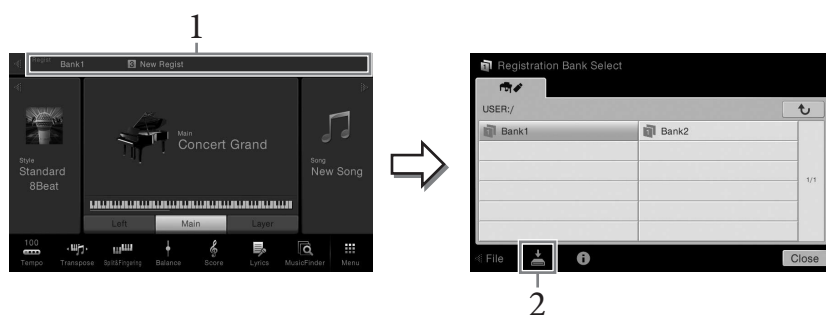 1
Regist Bank1 S New Regist
Main
Concert Grand
Style
Standard
8Beat
Song
New Song
Left Main Layer
100
Tempo Transpose Split&Fingering Balance Score Lyrics MusicFinder Menu
Registration Bank Select
USER:/
Bank1 Bank2
1/1
File Close
2